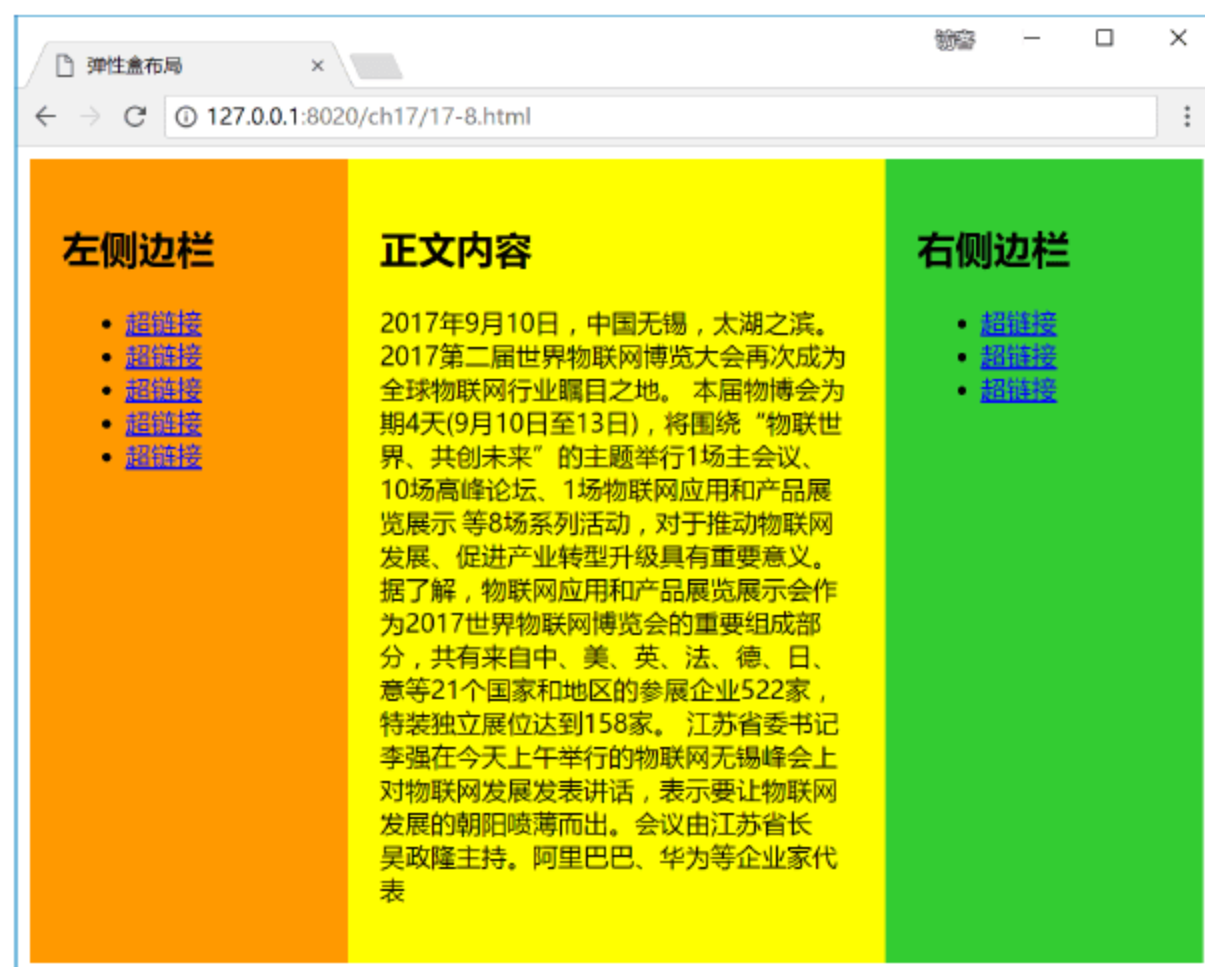 访客
弹性盒布局
127.0.0.1:8020/ch17/17-8.html
左侧边栏
超链接
超链接
超链接
超链接
超链接
正文内容
2017年9月10日，中国无锡，太湖之滨。
2017第二届世界物联网博览大会再次成为
全球物联网行业瞩目之地。 本届物博会为
期4天(9月10日至13日)，将围绕“物联世
界、共创未来”的主题举行1场主会议、
10场高峰论坛、1场物联网应用和产品展
览展示 等8场系列活动，对于推动物联网
发展、促进产业转型升级具有重要意义。
据了解，物联网应用和产品展览展示会作
为2017世界物联网博览会的重要组成部
分，共有来自中、美、英、法、德、日、
意等21个国家和地区的参展企业522家，
特装独立展位达到158家。 江苏省委书记
李强在今天上午举行的物联网无锡峰会上
对物联网发展发表讲话，表示要让物联网
发展的朝阳喷薄而出。会议由江苏省长
吴政隆主持。阿里巴巴、华为等企业家代
表
右侧边栏
超链接
超链接
超链接